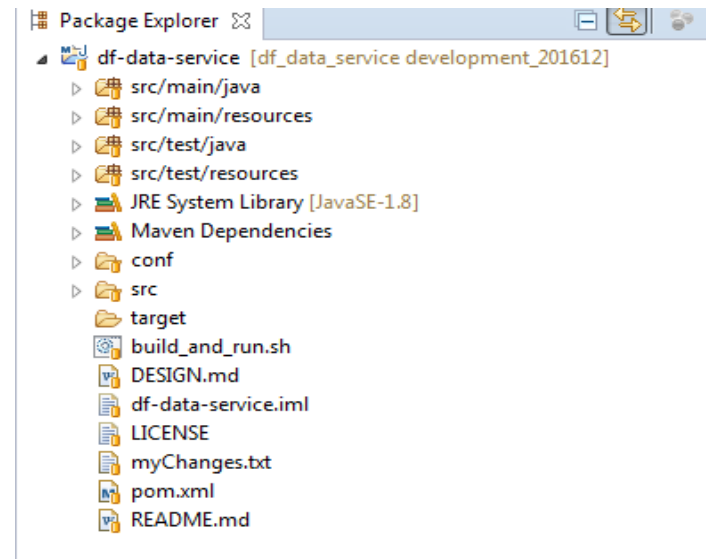 Package Explorer
df-data-service [df_data_service development_201612]
src/main/java
src/main/resources
src/test/java
src/test/resources
JRE System Library [JavaSE-1.8]
Maven Dependencies
conf
src
target
build_and_run.sh
DESIGN.md
df-data-service.iml
LICENSE
myChanges.txt
pom.xml
README.md